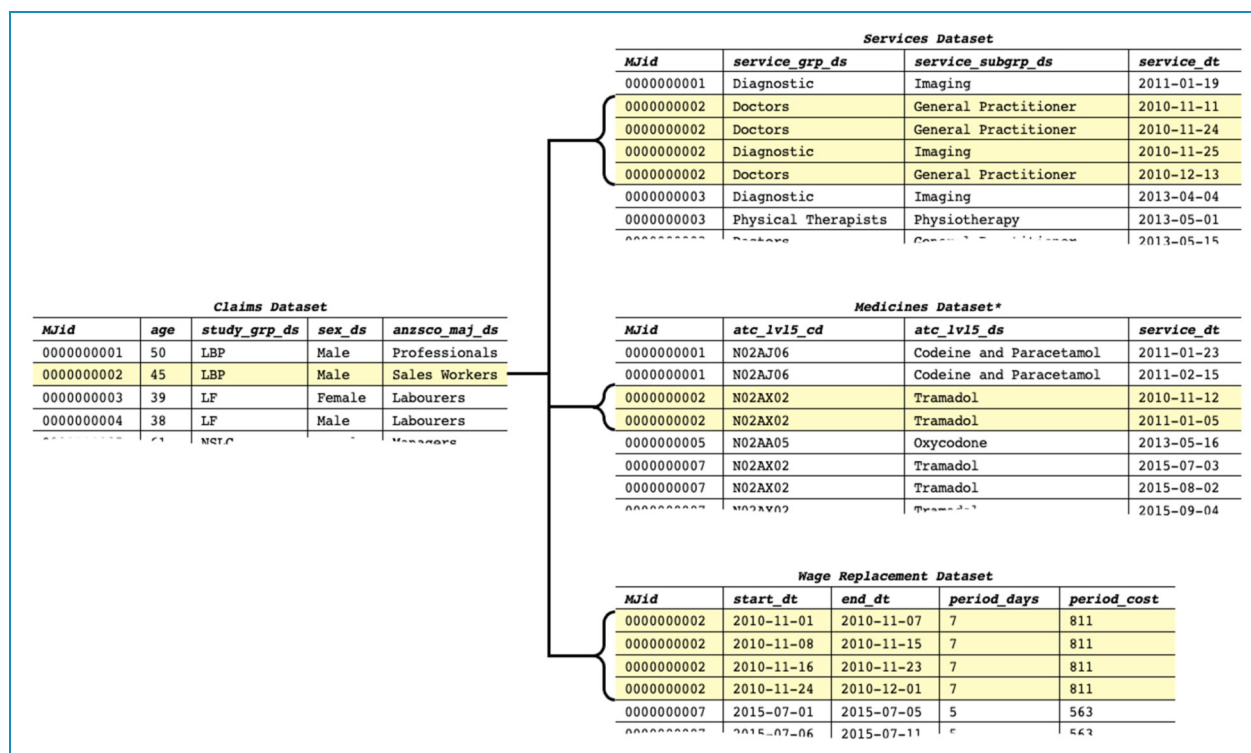 Services Dataset
MJid service_grp_ds service_subgrp_ds service_dt
0000000001 Diagnostic Imaging 2011-01-19
0000000002 Doctors General Practitioner 2010-11-11
0000000002 Doctors General Practitioner 2010-11-24
0000000002 Diagnostic Imaging 2010-11-25
0000000002 Doctors General Practitioner 2010-12-13
0000000003 Diagnostic Imaging 2013-04-04
0000000003 Physical Therapists Physiotherapy 2013-05-01
2013-05-15
Claims Dataset
MJid age study_grp_ds sex_ds anzsco_maj_ds
0000000001 50 LBP Male Professionals
0000000002 45 LBP Male Sales Workers
0000000003 39 LF Female Labourers
0000000004 38 LF Male Labourers
Medicines Dataset*
MJid atc_lvl5_cd atc_lvl5_ds service_dt
0000000001 N02AJ06 Codeine and Paracetamol 2011-01-23
0000000001 N02AJ06 Codeine and Paracetamol 2011-02-15
0000000002 N02AX02 Tramadol 2010-11-12
0000000002 N02AX02 Tramadol 2011-01-05
0000000005 N02AA05 Oxycodone 2013-05-16
0000000007 N02AX02 Tramadol 2015-07-03
0000000007 N02AX02 Tramadol 2015-08-02
2015-09-04
Wage Replacement Dataset
MJid start_dt end_dt period_days period_cost
0000000002 2010-11-01 2010-11-07 7 811
0000000002 2010-11-08 2010-11-15 7 811
0000000002 2010-11-16 2010-11-23 7 811
0000000002 2010-11-24 2010-12-01 7 811
0000000007 2015-07-01 2015-07-05 5 563
2015-07-06 2015-07-11 5 563